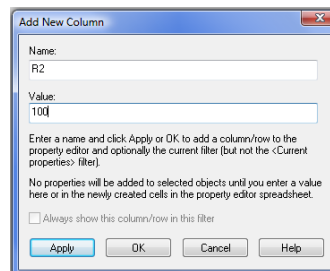 Add New Column
Name:
R2
Value:
100
Enter a name and click Apply or OK to add a column/row to the
property editor and optionally the current filter (but not the <Current
properties> filter).
No properties will be added to selected objects until you enter a value
here or in the newly created cells in the property editor spreadsheet.
Always show this column/row in this filter
Apply OK Cancel Help